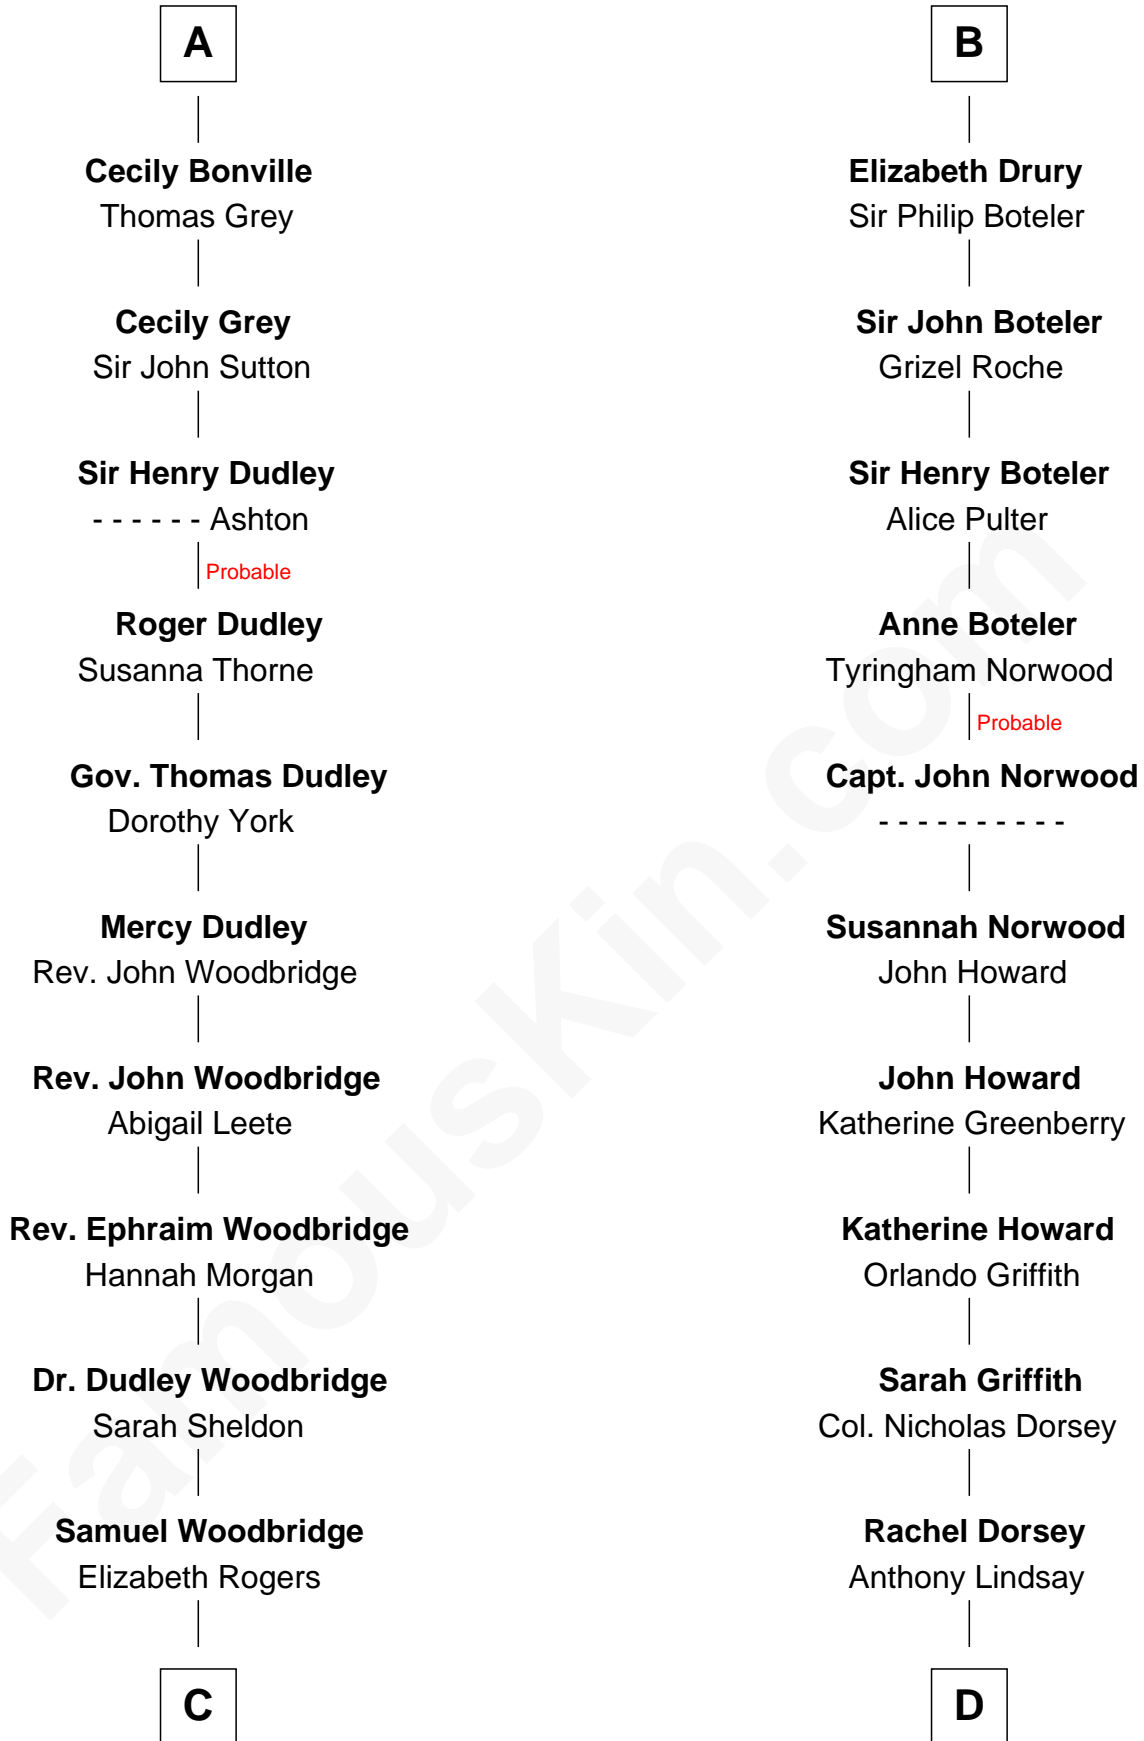 A
Cecily Bonville
Thomas Grey
Cecily Grey
Sir John Sutton
Sir Henry Dudley
- - - - - - Ashton
Probable
Roger Dudley
Susanna Thorne
Gov. Thomas Dudley
Dorothy York
Mercy Dudley
Rev. John Woodbridge
Rev. John Woodbridge
Abigail Leete
Rev. Ephraim Woodbridge
Hannah Morgan
Dr. Dudley Woodbridge
Sarah Sheldon
Samuel Woodbridge
Elizabeth Rogers
C
B
Elizabeth Drury
Sir Philip Boteler
Sir John Boteler
Grizel Roche
Sir Henry Boteler
Alice Pulter
Anne Boteler
Tyringham Norwood
Probable
Capt. John Norwood
- - - - - - - - - -
Susannah Norwood
John Howard
John Howard
Katherine Greenberry
Katherine Howard
Orlando Griffith
Sarah Griffith
Col. Nicholas Dorsey
Rachel Dorsey
Anthony Lindsay
D
FamousKin.com